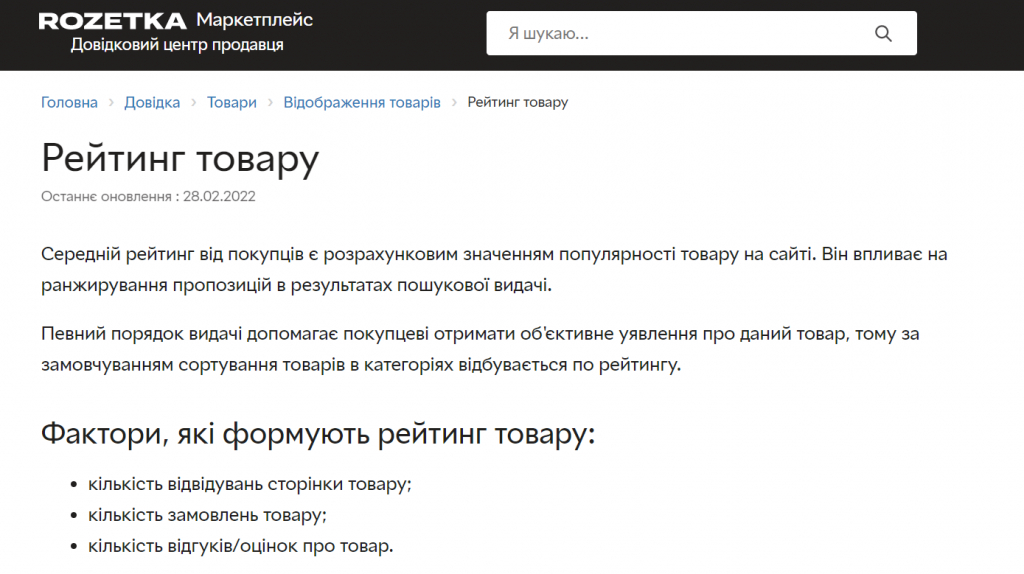 ROZETKA Маркетплейс
Довідковий центр продавця
Я шукаю...
Головна > Довідка > Товари > Відображення товарів > Рейтинг товару
Рейтинг товару
Останнє оновлення : 28.02.2022
Середній рейтинг від покупців є розрахунковим значенням популярності товару на сайті. Він впливає на
ранжирування пропозицій в результатах пошукової видачі.
Певний порядок видачі допомагає покупцеві отримати об'єктивне уявлення про даний товар, тому за
замовчуванням сортування товарів в категоріях відбувається по рейтингу.
Фактори, які формують рейтинг товару:
• кількість відвідувань сторінки товару;
• кількість замовлень товару;
• кількість відгуків/оцінок про товар.